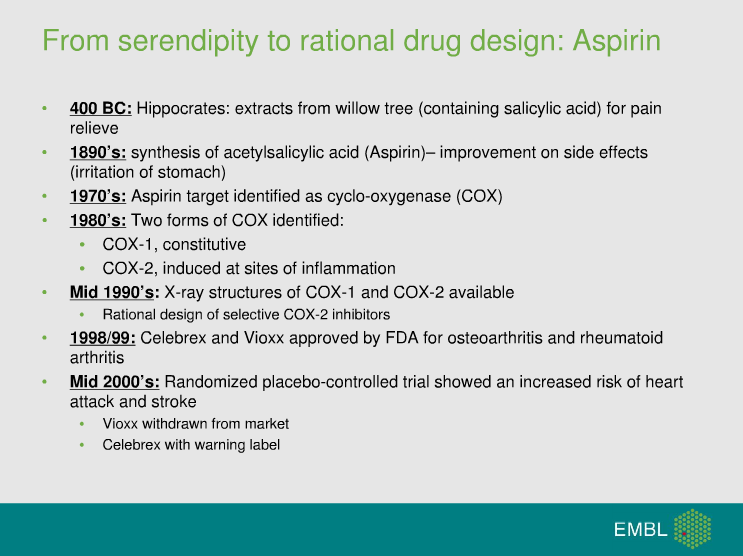 From serendipity to rational drug design: Aspirin
• 400 BC: Hippocrates: extracts from willow tree (containing salicylic acid) for pain
relieve
• 1890’s: synthesis of acetylsalicylic acid (Aspirin)– improvement on side effects
(irritation of stomach)
• 1970’s: Aspirin target identified as cyclo-oxygenase (COX)
• 1980’s: Two forms of COX identified:
• COX-1, constitutive
• COX-2, induced at sites of inflammation
• Mid 1990’s: X-ray structures of COX-1 and COX-2 available
• Rational design of selective COX-2 inhibitors
• 1998/99: Celebrex and Vioxx approved by FDA for osteoarthritis and rheumatoid
arthritis
• Mid 2000’s: Randomized placebo-controlled trial showed an increased risk of heart
attack and stroke
• Vioxx withdrawn from market
• Celebrex with warning label
EMBL